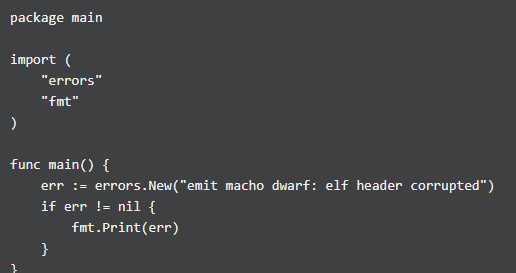 package main
import (
    "errors"
    "fmt"
)
func main() {
    err := errors.New("emit macho dwarf: elf header corrupted")
    if err != nil {
        fmt.Print(err)
    }
}